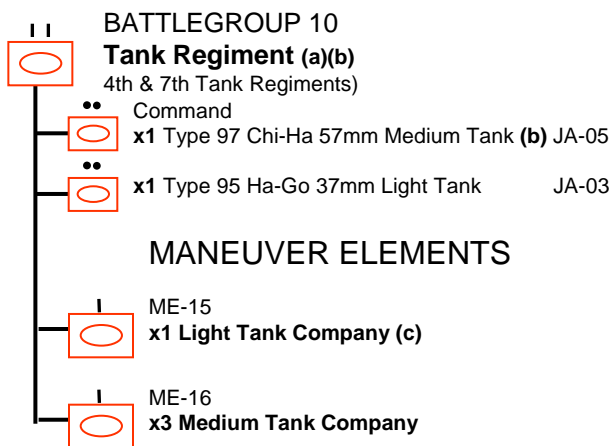 BATTLEGROUP 10
Tank Regiment (a)(b)
4th & 7th Tank Regiments)
Command
x1 Type 97 Chi-Ha 57mm Medium Tank (b) JA-05
x1 Type 95 Ha-Go 37mm Light Tank JA-03
MANEUVER ELEMENTS
ME-15
x1 Light Tank Company (c)
ME-16
x3 Medium Tank Company